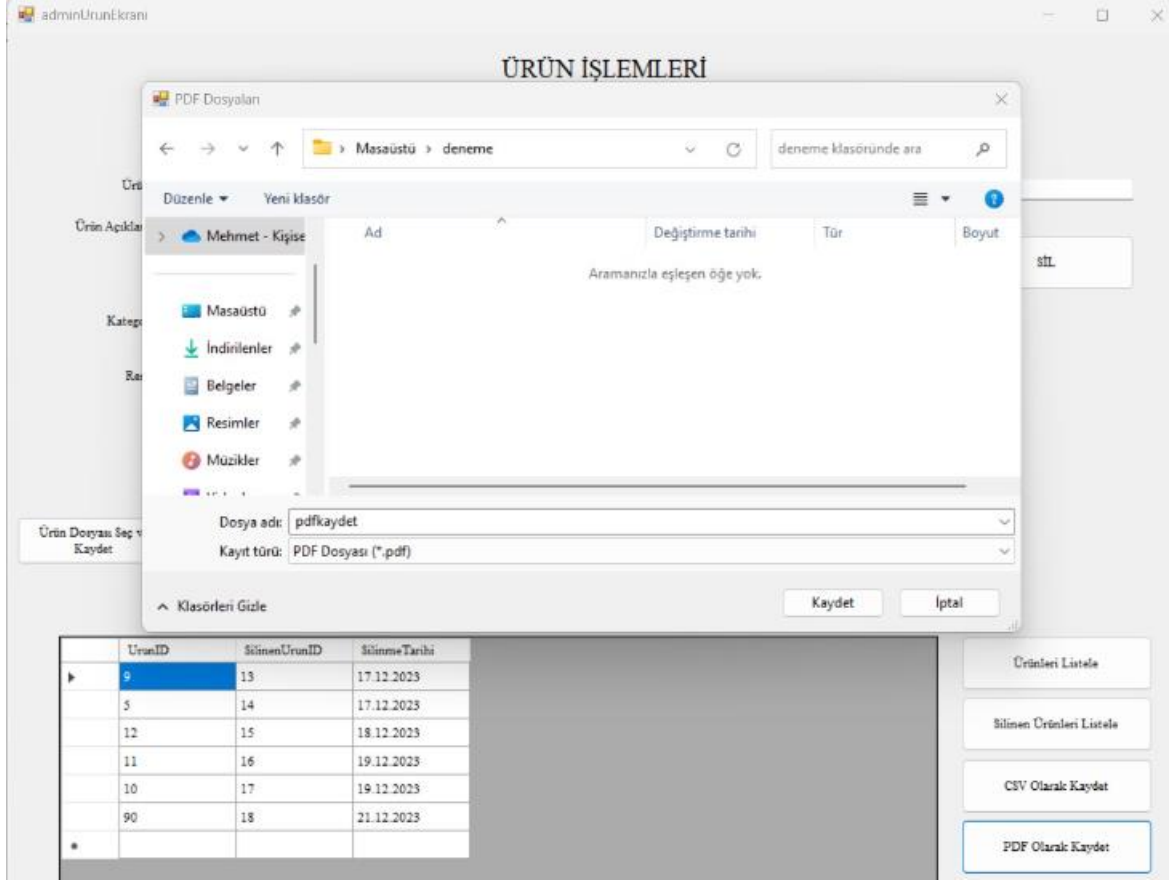 adminUrunEkrani
ÜRÜN İŞLEMLERİ
PDF Dosyaları
Masaüstü > deneme
deneme klasöründe ara
Düzenle
Yeni klasör
Mehmet - Kişise
Ad
Değiştirme tarihi
Tür
Boyut
Aramanızla eşleşen öğe yok.
Masaüstü
İndirilenler
Belgeler
Resimler
Müzikler
SİL
Ürün Açıklar
Katego
Res
Ürün Dosyası Seç v
Kaydet
Dosya adı: pdfkaydet
Kayıt türü: PDF Dosyası (*.pdf)
Klasörleri Gizle
Kaydet
İptal
UrunID SilinenUrunID SilinmeTarihi
9 13 17.12.2023
5 14 17.12.2023
12 15 18.12.2023
11 16 19.12.2023
10 17 19.12.2023
90 18 21.12.2023
Ürünleri Listele
Silinen Ürünleri Listele
CSV Olarak Kaydet
PDF Olarak Kaydet